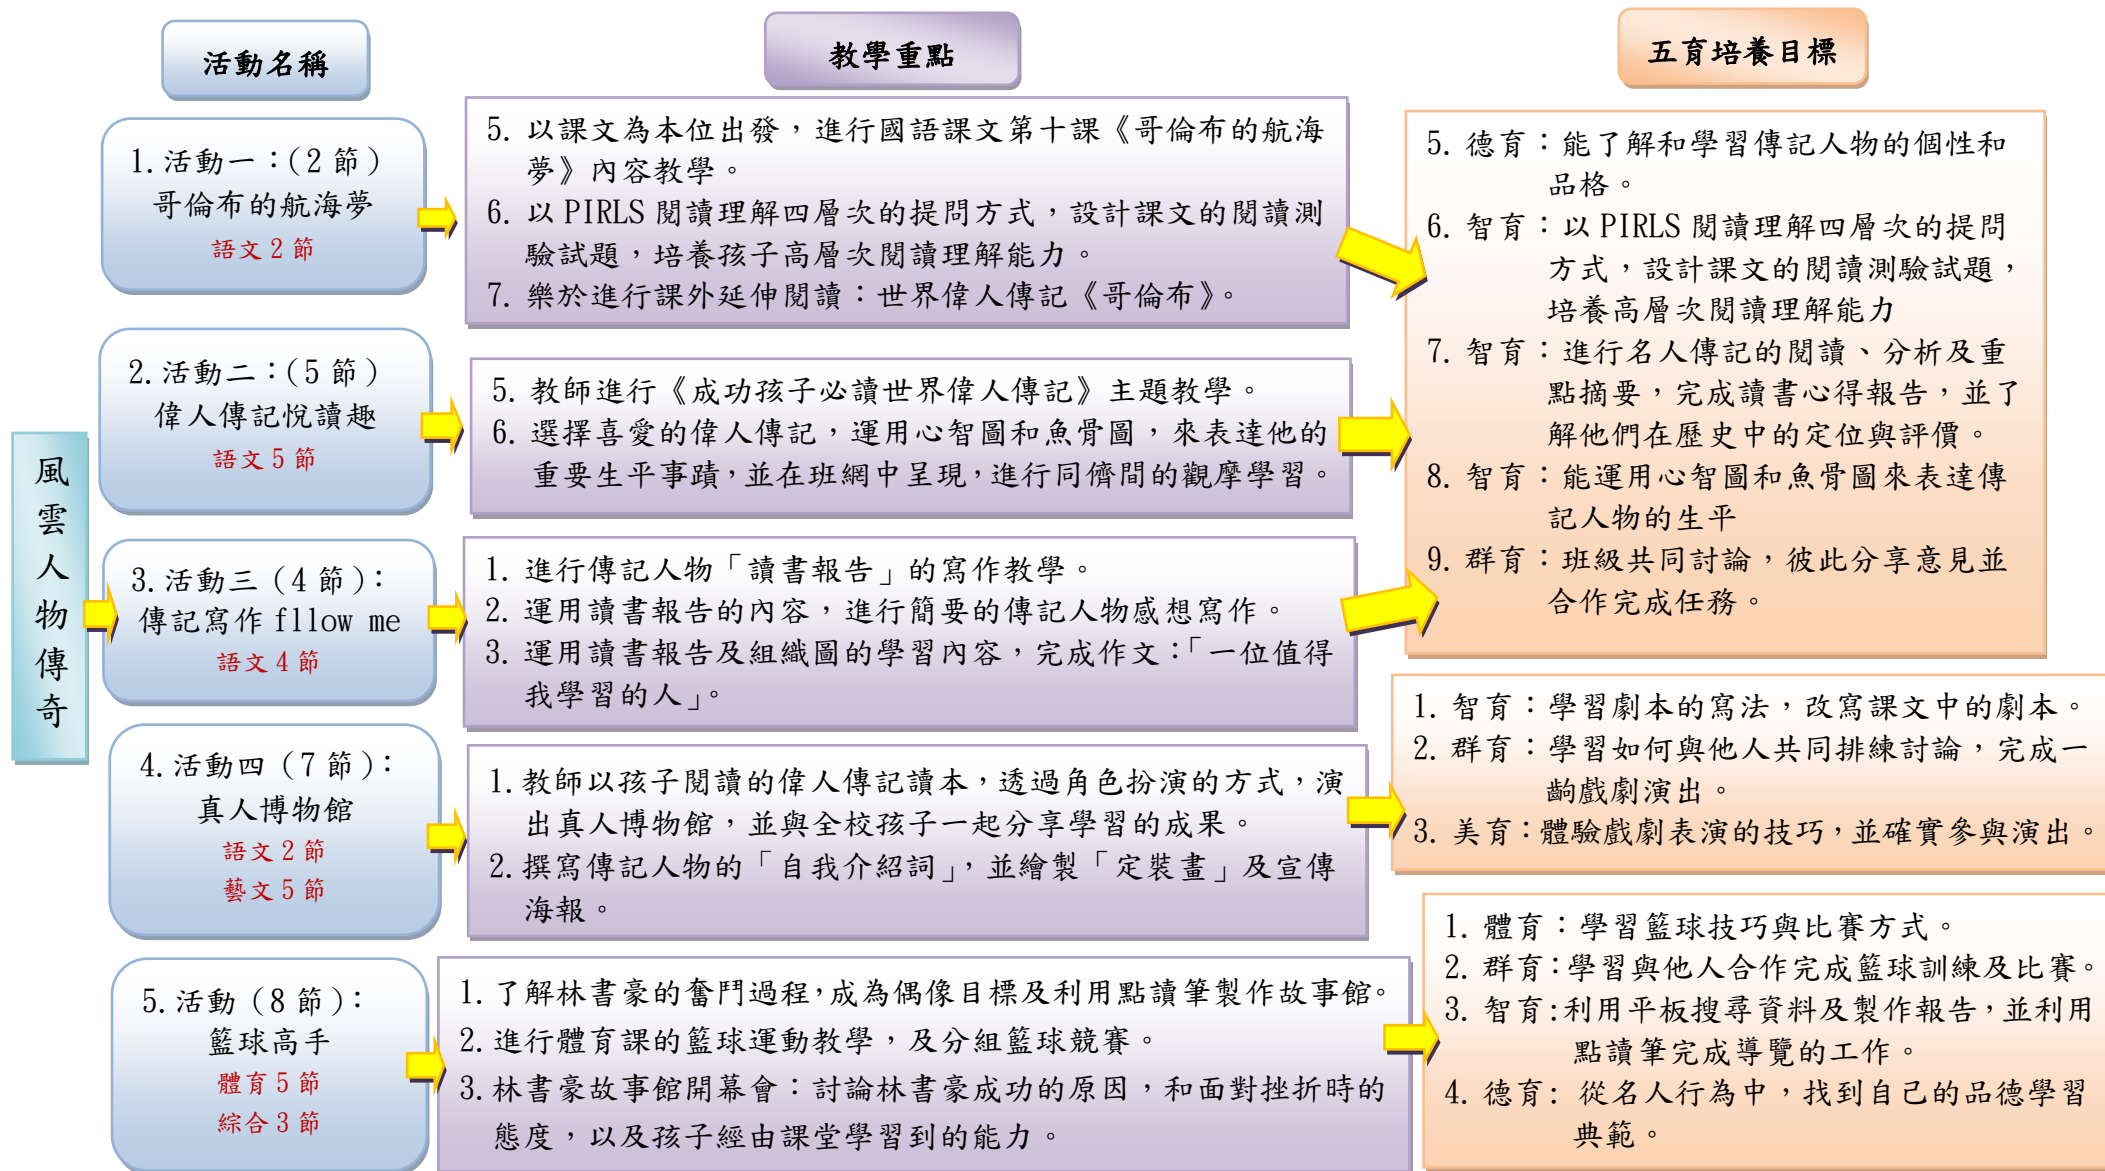 活動名稱
教學重點
五育培養目標
風雲人物傳奇
1.活動一：(2 節)
哥倫布的航海夢
語文 2 節
5. 以課文為本位出發，進行國語課文第十課《哥倫布的航海
夢》內容教學。
6. 以 PIRLS 閱讀理解四層次的提問方式，設計課文的閱讀測
驗試題，培養孩子高層次閱讀理解能力。
7. 樂於進行課外延伸閱讀：世界偉人傳記《哥倫布》。
2.活動二：(5 節)
偉人傳記悅讀趣
語文 5 節
5. 教師進行《成功孩子必讀世界偉人傳記》主題教學。
6. 選擇喜愛的偉人傳記，運用心智圖和魚骨圖，來表達他的
重要生平事蹟，並在班網中呈現，進行同儕間的觀摩學習。
3.活動三 (4 節)：
傳記寫作 fllow me
語文 4 節
1. 進行傳記人物「讀書報告」的寫作教學。
2. 運用讀書報告的內容，進行簡要的傳記人物感想寫作。
3. 運用讀書報告及組織圖的學習內容，完成作文：「一位值得
我學習的人」。
5. 德育：能了解和學習傳記人物的個性和
品格。
6. 智育：以 PIRLS 閱讀理解四層次的提問
方式，設計課文的閱讀測驗試題，
培養高層次閱讀理解能力
7. 智育：進行名人傳記的閱讀、分析及重
點摘要，完成讀書心得報告，並了
解他們在歷史中的定位與評價。
8. 智育：能運用心智圖和魚骨圖來表達傳
記人物的生平
9. 群育：班級共同討論，彼此分享意見並
合作完成任務。
4.活動四 (7 節)：
真人博物館
語文 2 節
藝文 5 節
1.教師以孩子閱讀的偉人傳記讀本，透過角色扮演的方式，演
出真人博物館，並與全校孩子一起分享學習的成果。
2.撰寫傳記人物的「自我介紹詞」，並繪製「定裝畫」及宣傳
海報。
1. 智育：學習劇本的寫法，改寫課文中的劇本。
2. 群育：學習如何與他人共同排練討論，完成一
齣戲劇演出。
3. 美育：體驗戲劇表演的技巧，並確實參與演出。
5.活動 (8 節)：
籃球高手
體育 5 節
綜合 3 節
1.了解林書豪的奮鬥過程，成為偶像目標及利用點讀筆製作故事館。
2.進行體育課的籃球運動教學，及分組籃球競賽。
3.林書豪故事館開幕會：討論林書豪成功的原因，和面對挫折時的
態度，以及孩子經由課堂學習到的能力。
1. 體育：學習籃球技巧與比賽方式。
2. 群育：學習與他人合作完成籃球訓練及比賽。
3. 智育:利用平板搜尋資料及製作報告，並利用
點讀筆完成導覽的工作。
4. 德育: 從名人行為中，找到自己的品德學習
典範。